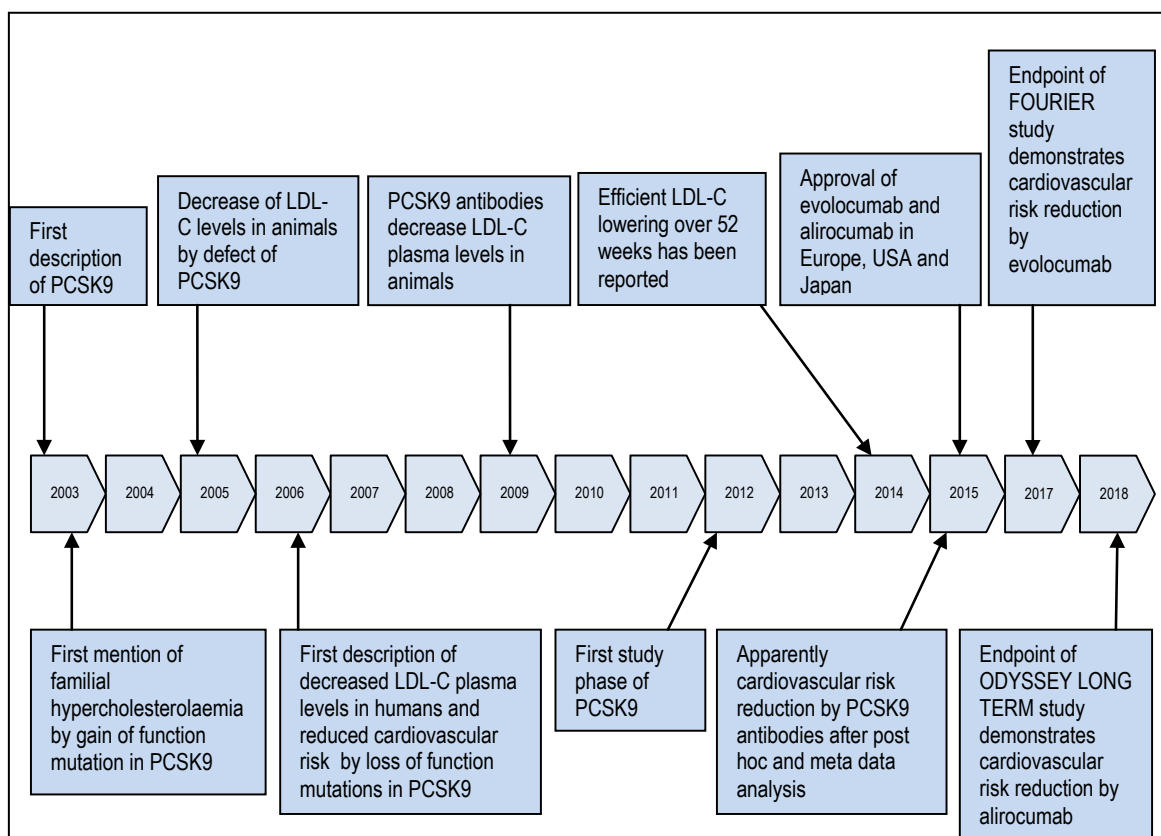 First
description
of PCSK9
Decrease of LDL-
C levels in animals
by defect of
PCSK9
PCSK9 antibodies
decrease LDL-C
plasma levels in
animals
Efficient LDL-C
lowering over 52
weeks has been
reported
Approval of
evolocumab and
alirocumab in
Europe, USA and
Japan
Endpoint of
FOURIER
study
demonstrates
cardiovascular
risk reduction
by
evolocumab
2003
2004
2005
2006
2007
2008
2009
2010
2011
2012
2013
2014
2015
2017
2018
First mention of
familial
hypercholesterolaemia
by gain of function
mutation in PCSK9
First description of
decreased LDL-C plasma
levels in humans and
reduced cardiovascular
risk by loss of function
mutations in PCSK9
First study
phase of
PCSK9
Apparently
cardiovascular risk
reduction by PCSK9
antibodies after post
hoc and meta data
analysis
Endpoint of
ODYSSEY LONG
TERM study
demonstrates
cardiovascular
risk reduction by
alirocumab